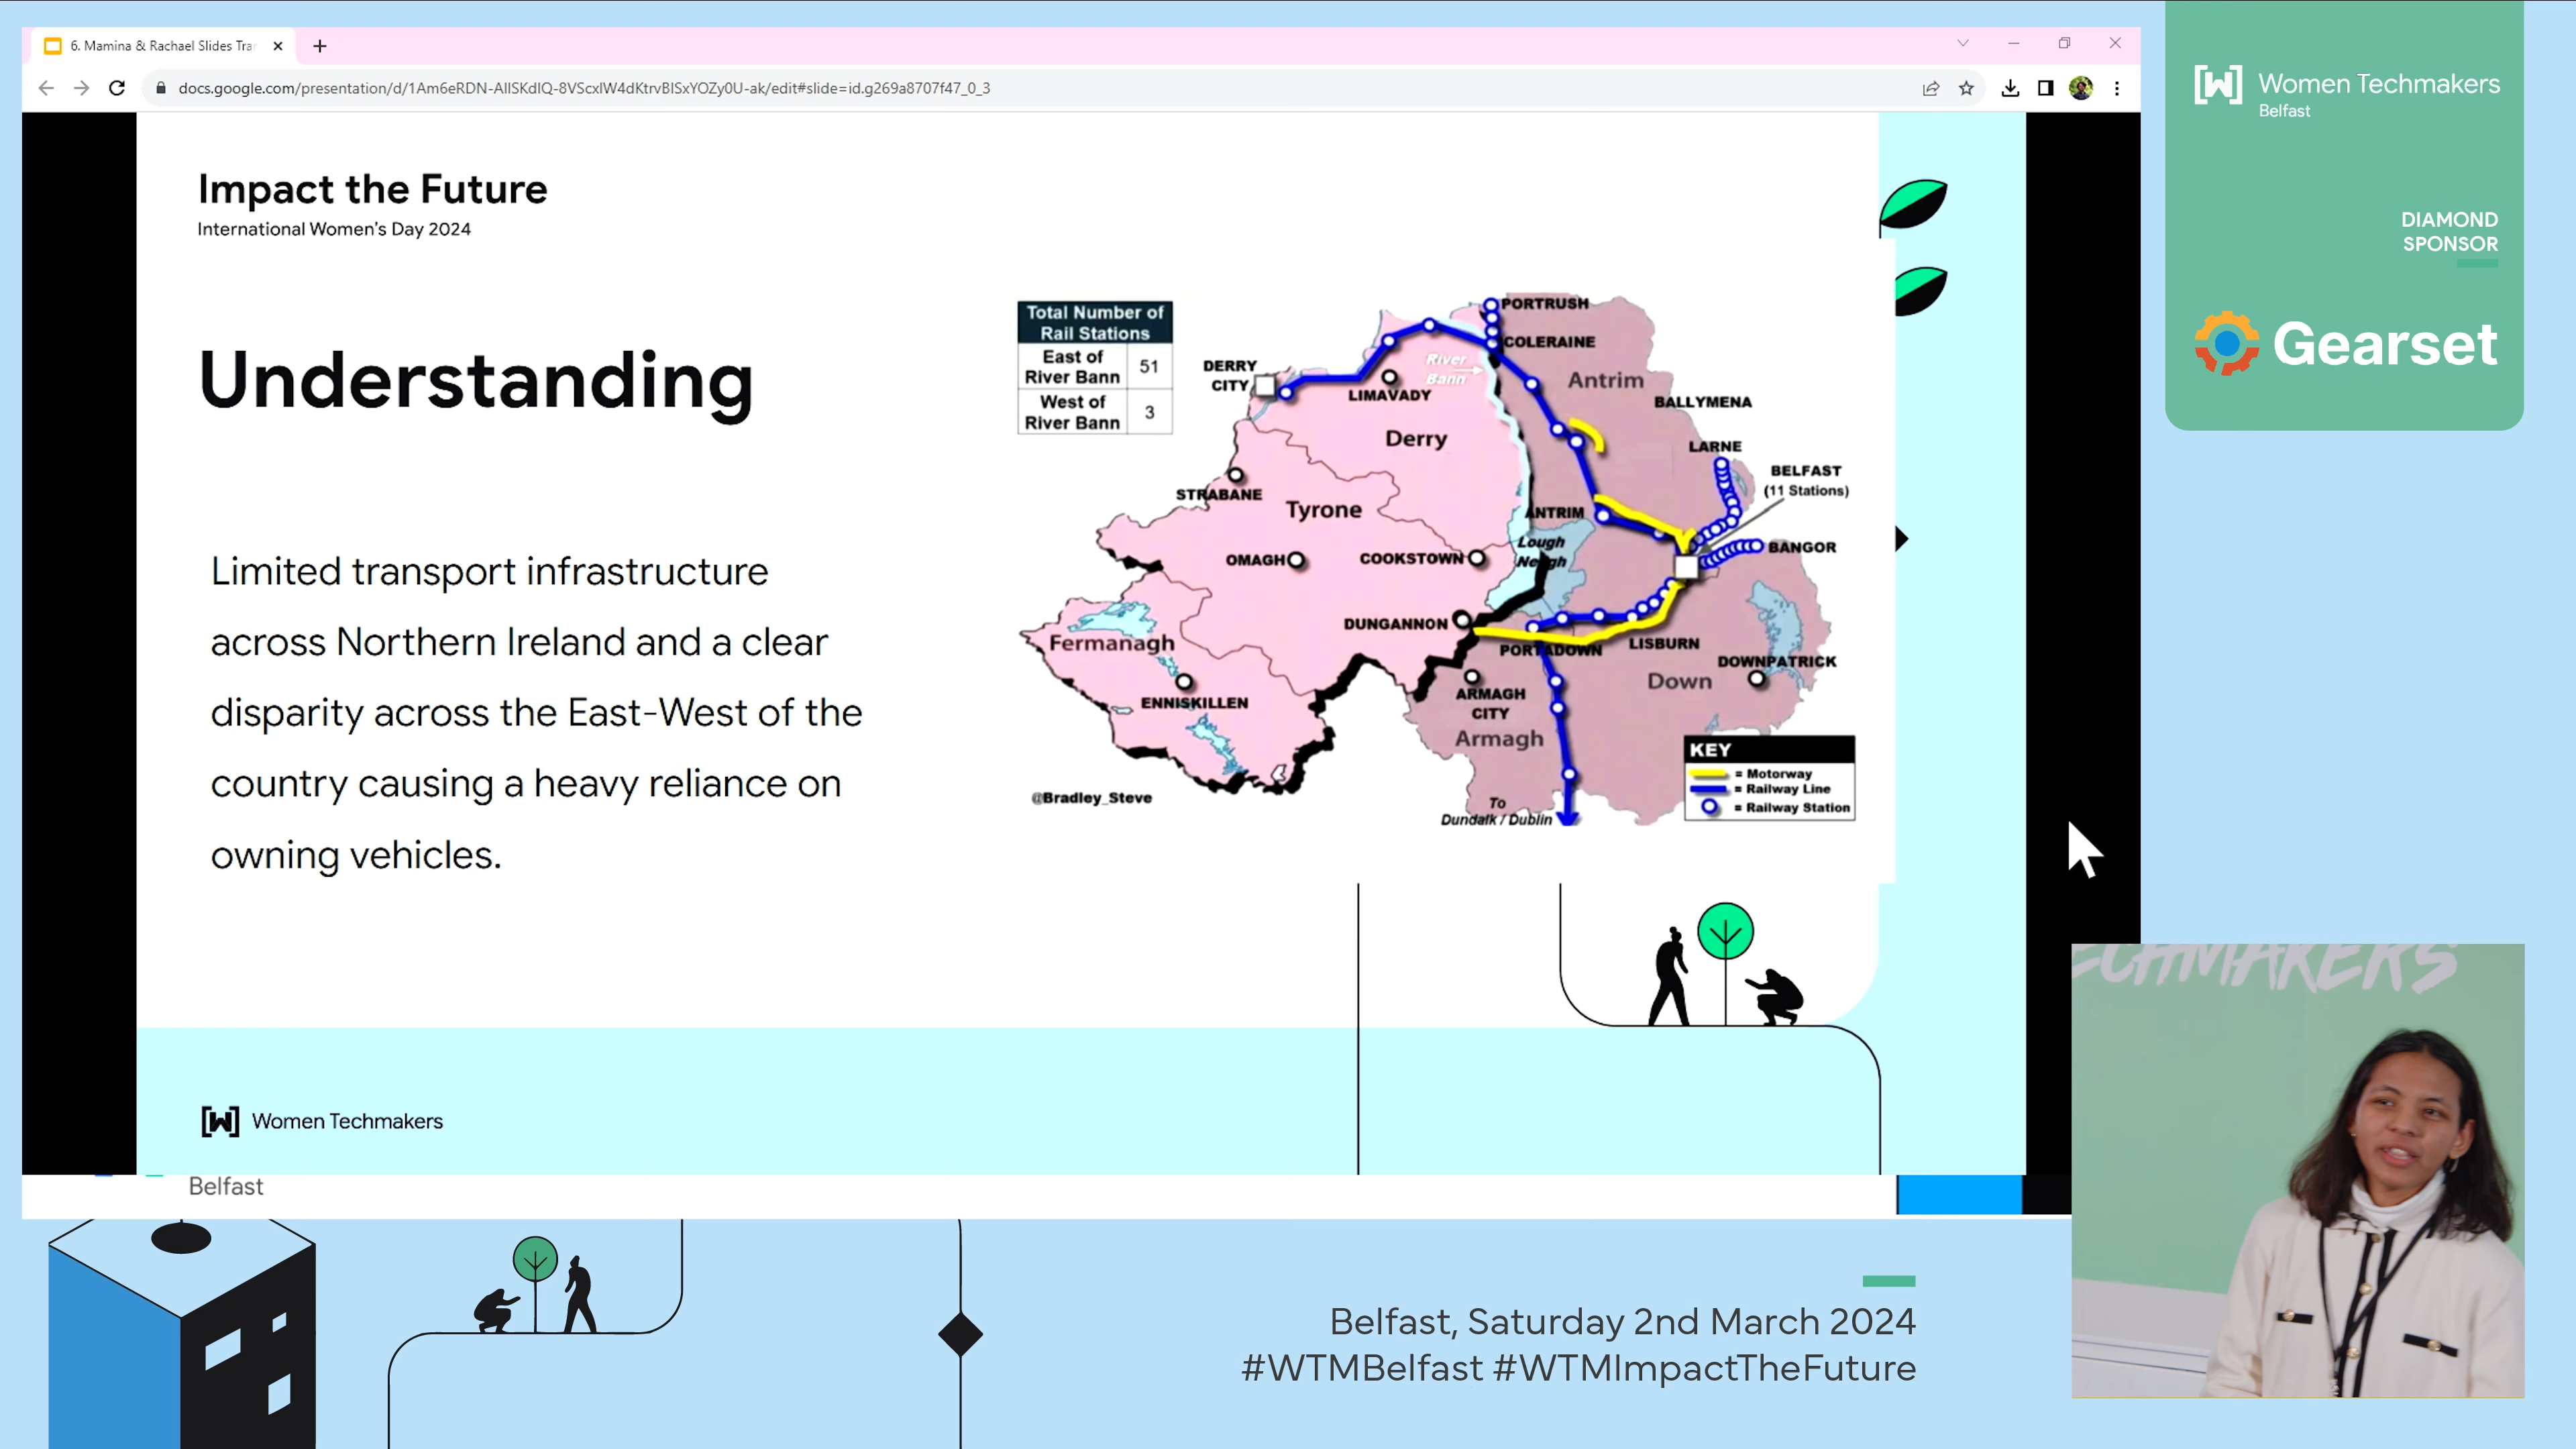 6. Mamina & Rachael Slides Tra
docs.google.com/presentation/d/1Am6eRDN-AIISKdIQ-8VScxIW4dKtrvBISxYOZy0U-ak/edit#slide=id.g269a8707f47_0_3
Impact the Future
International Women's Day 2024
Understanding
Limited transport infrastructure
across Northern Ireland and a clear
disparity across the East-West of the
country causing a heavy reliance on
owning vehicles.
Total Number of
Rail Stations
East of
River Bann 51
West of
River Bann 3
PORTRUSH
COLERAINE
DERRY
CITY
River
Bann
LIMAVADY
Antrim
BALLYMENA
Derry
LARNE
BELFAST
(11 Stations)
STRABANE
Tyrone
ANTRIM
Lough
Neagh
BANGOR
OMAGH
COOKSTOWN
DUNGANNON
Fermanagh
PORTADOWN
LISBURN
DOWNPATRICK
Down
ENNISKILLEN
ARMAGH
CITY
Armagh
@Bradley_Steve
To
Dundalk / Dublin
KEY
= Motorway
= Railway Line
= Railway Station
[W] Women Techmakers
Belfast
[W] Women Techmakers
Belfast
DIAMOND
SPONSOR
Gearset
TECHMAKERS
Belfast, Saturday 2nd March 2024
#WTMBelfast #WTMImpactTheFuture